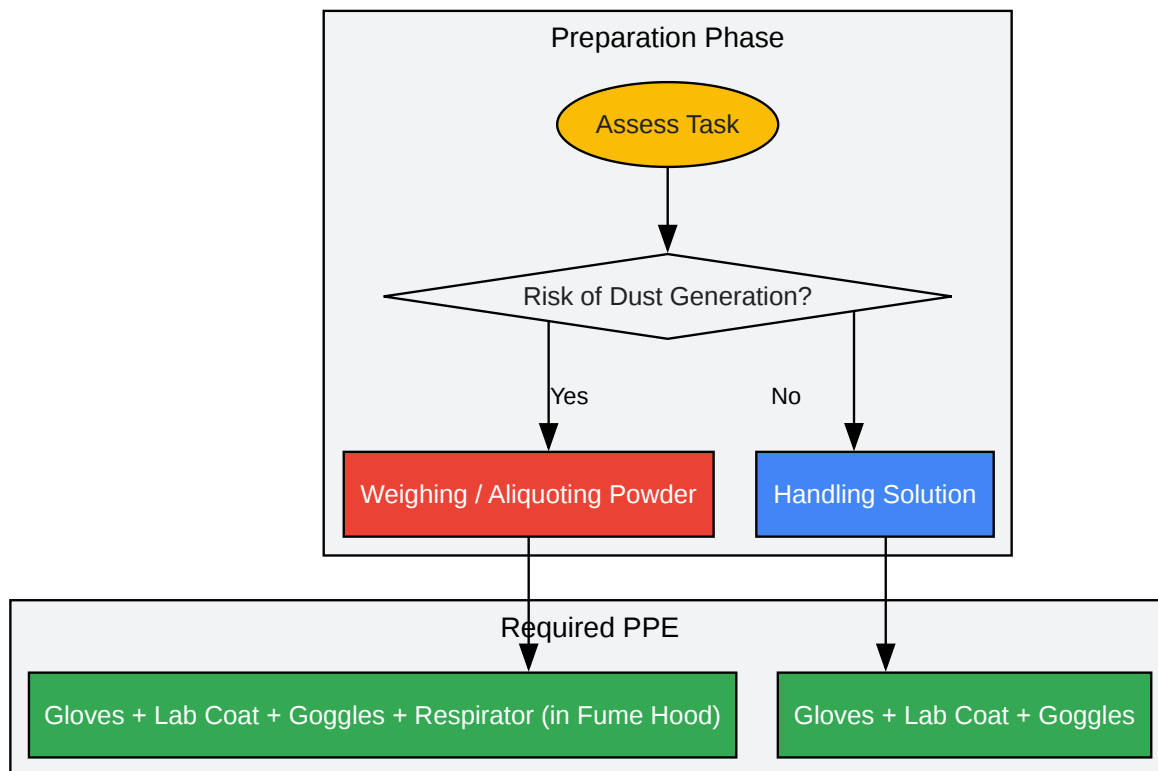 Preparation Phase
Assess Task
Risk of Dust Generation?
Yes
No
Weighing / Aliquoting Powder
Handling Solution
Required PPE
Gloves + Lab Coat + Goggles + Respirator (in Fume Hood)
Gloves + Lab Coat + Goggles